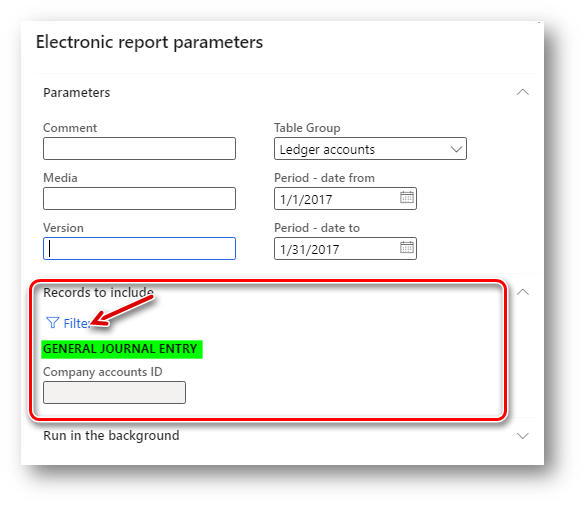 Electronic report parameters
Parameters
Comment
Table Group
Ledger accounts
Media
Period - date from
1/1/2017
Version
Period - date to
1/31/2017
Records to include
Filter
GENERAL JOURNAL ENTRY
Company accounts ID
Run in the background